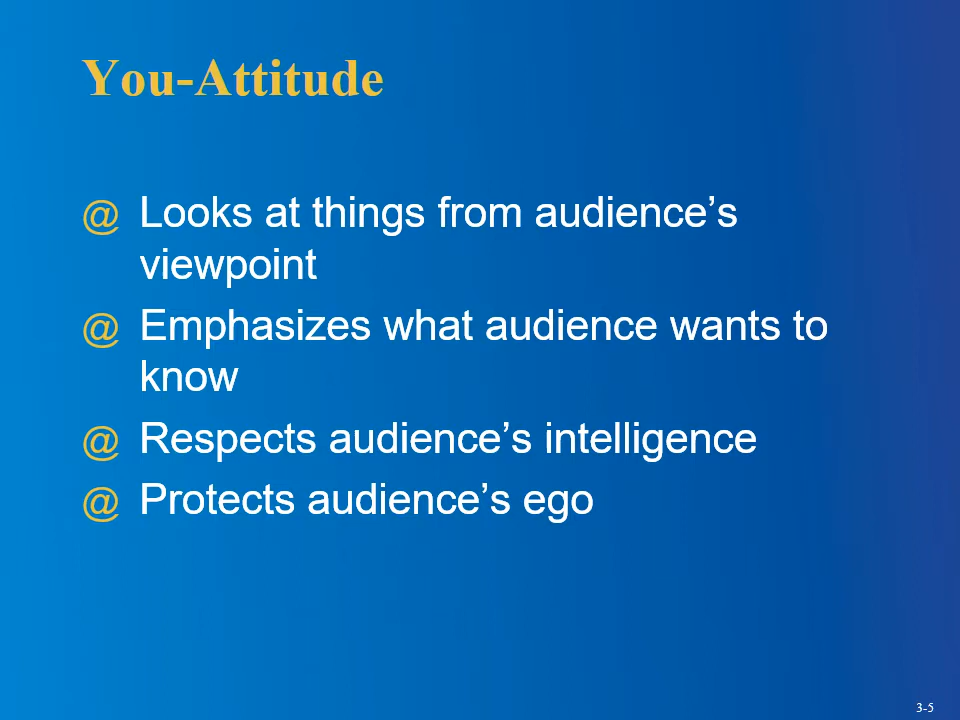 You-Attitude
@ Looks at things from audience’s
viewpoint
@ Emphasizes what audience wants to
know
@ Respects audience’s intelligence
@ Protects audience’s ego
3-5